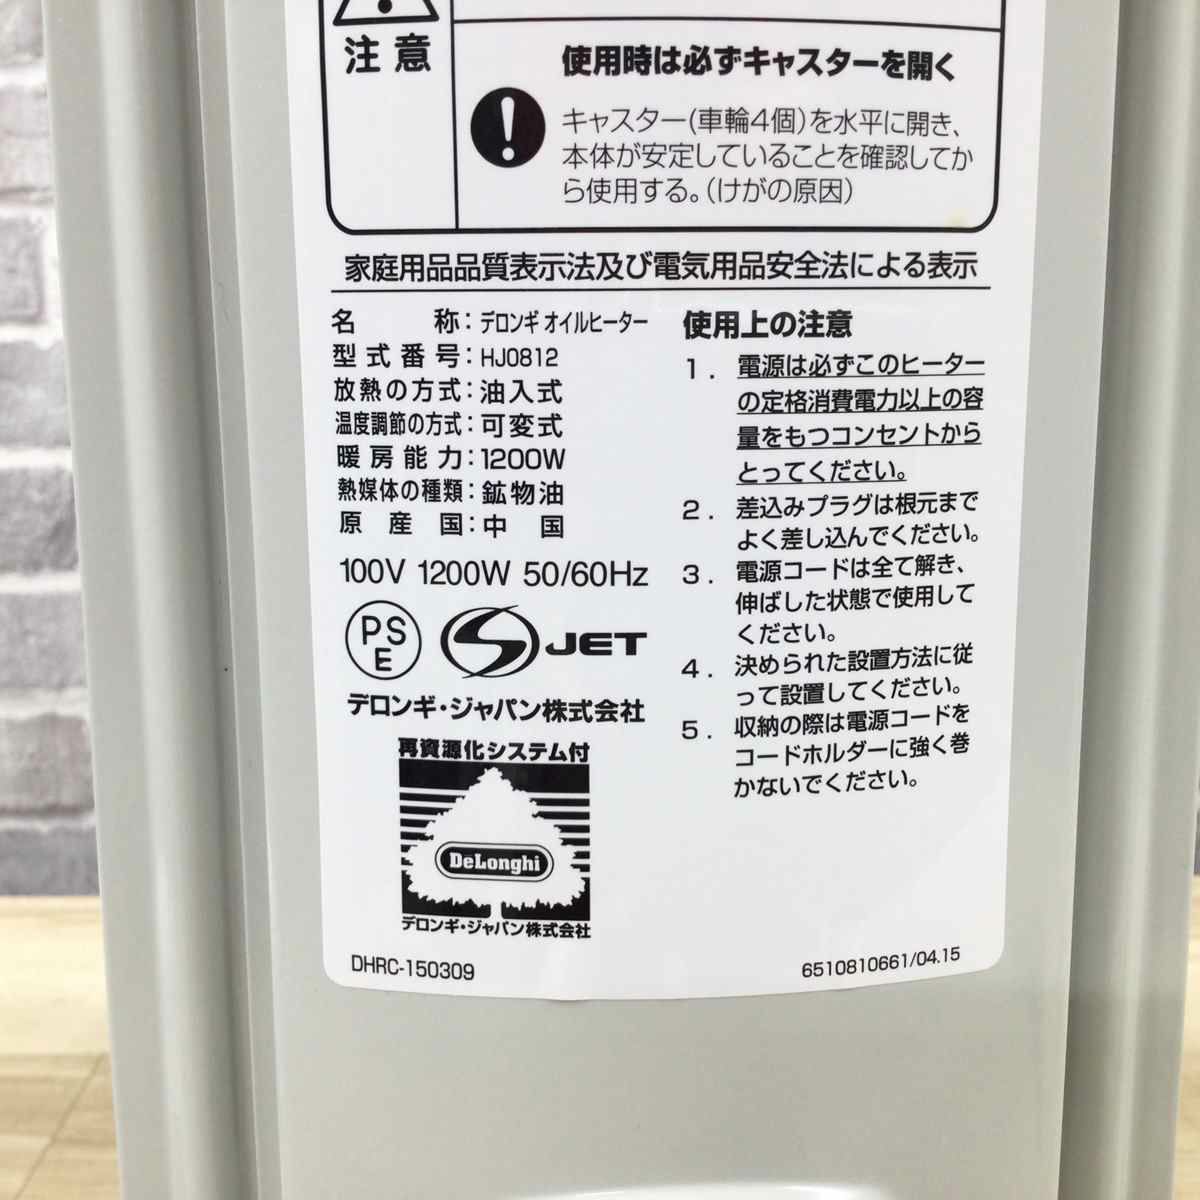 注意
使用時は必ずキャスターを開く
キャスター(車輪4個)を水平に開き、
本体が安定していることを確認してか
ら使用する。(けがの原因)
家庭用品品質表示法及び電気用品安全法による表示
名称:デロンギ オイルヒーター
型式番号:HJ0812
放熱の方式:油入式
温度調節の方式:可変式
暖房能力:1200W
熱媒体の種類:鉱物油
原産国:中国
100V 1200W 50/60Hz
PS
E
JET
デロンギ・ジャパン株式会社
再資源化システム付
DeLonghi
デロンギ・ジャパン株式会社
DHRC-150309
使用上の注意
1. 電源は必ずこのヒーター
の定格消費電力以上の容
量をもつコンセントから
とってください。
2. 差込みプラグは根元まで
よく差し込んでください。
3. 電源コードは全て解き、
伸ばした状態で使用して
ください。
4. 決められた設置方法に従
って設置してください。
5. 収納の際は電源コードを
コードホルダーに強く巻
かないでください。
6510810661/04.15